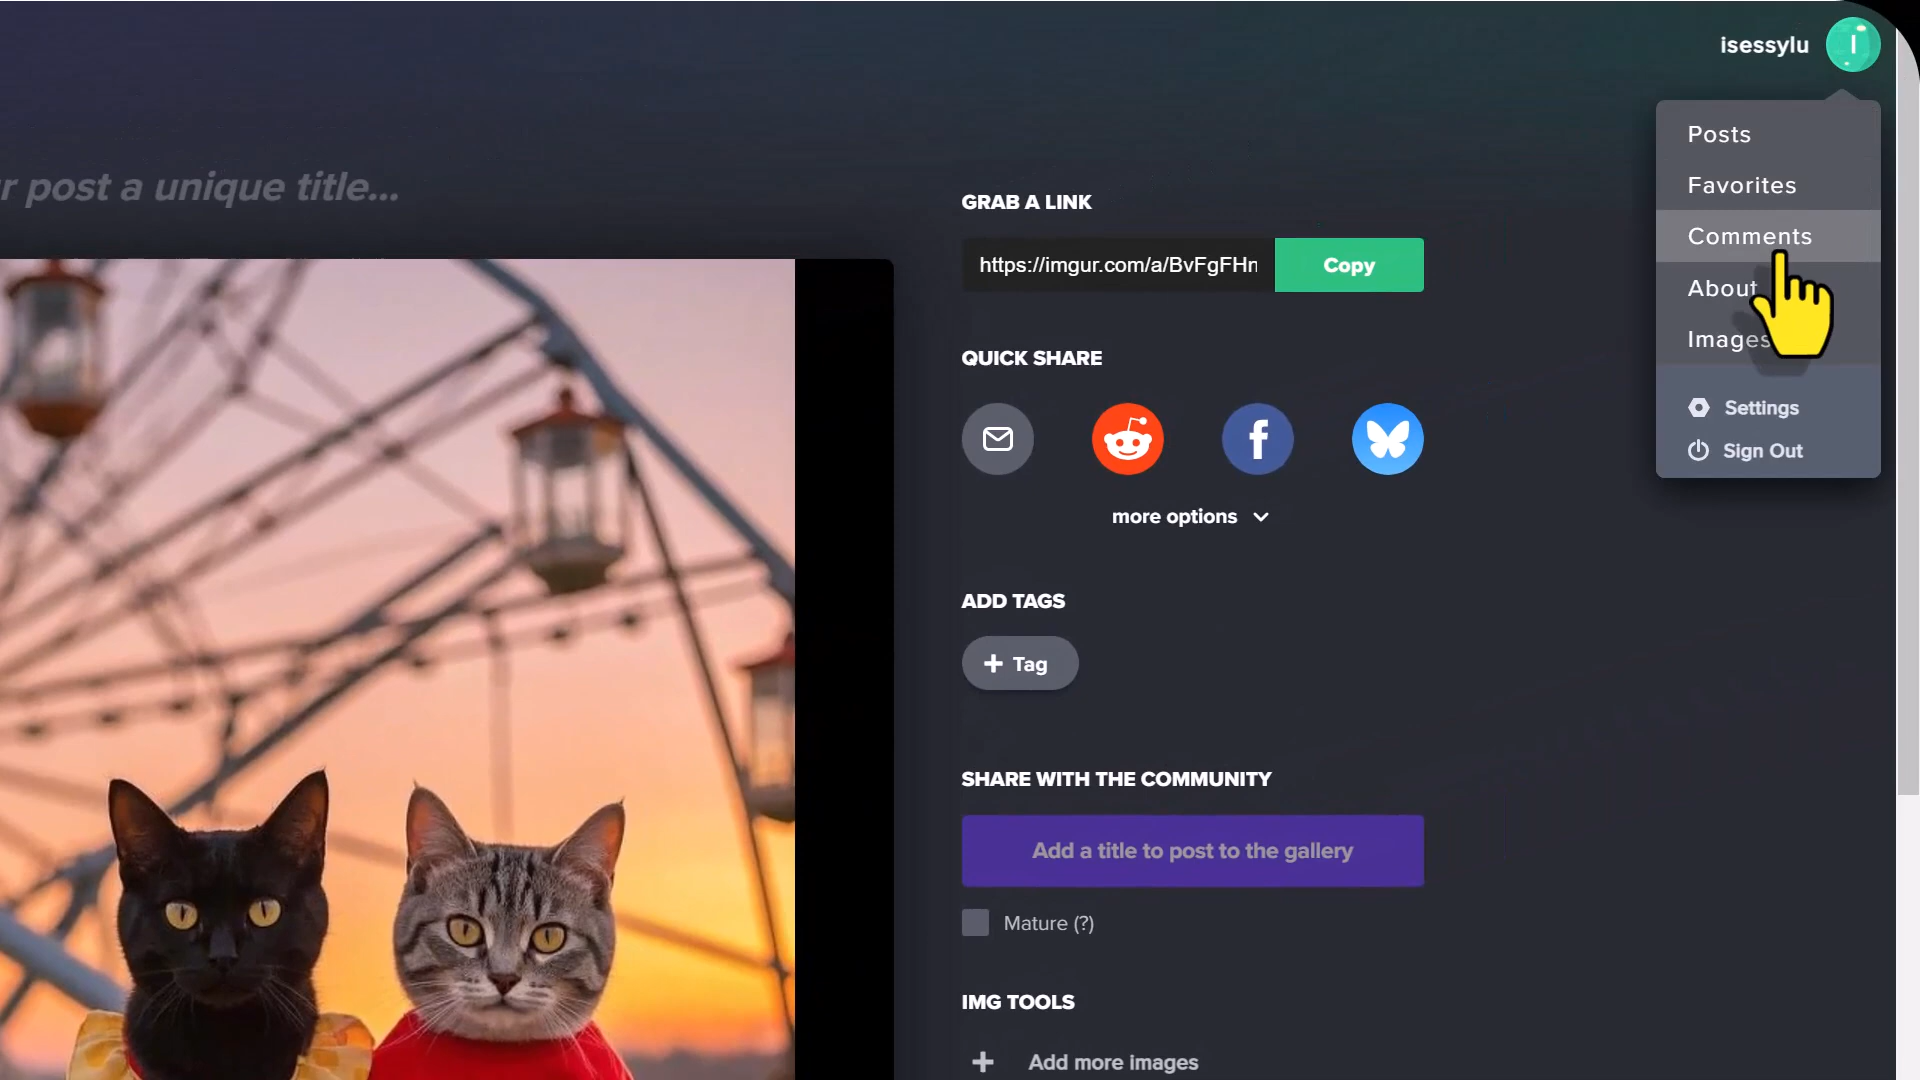 isessylu
I
Posts
Favorites
Comments
About
Images
Settings
Sign Out
r post a unique title...
GRAB A LINK
https://imgur.com/a/BvFgFHn
Copy
QUICK SHARE
f
more options
ADD TAGS
+ Tag
SHARE WITH THE COMMUNITY
Add a title to post to the gallery
Mature (?)
IMG TOOLS
+ Add more images